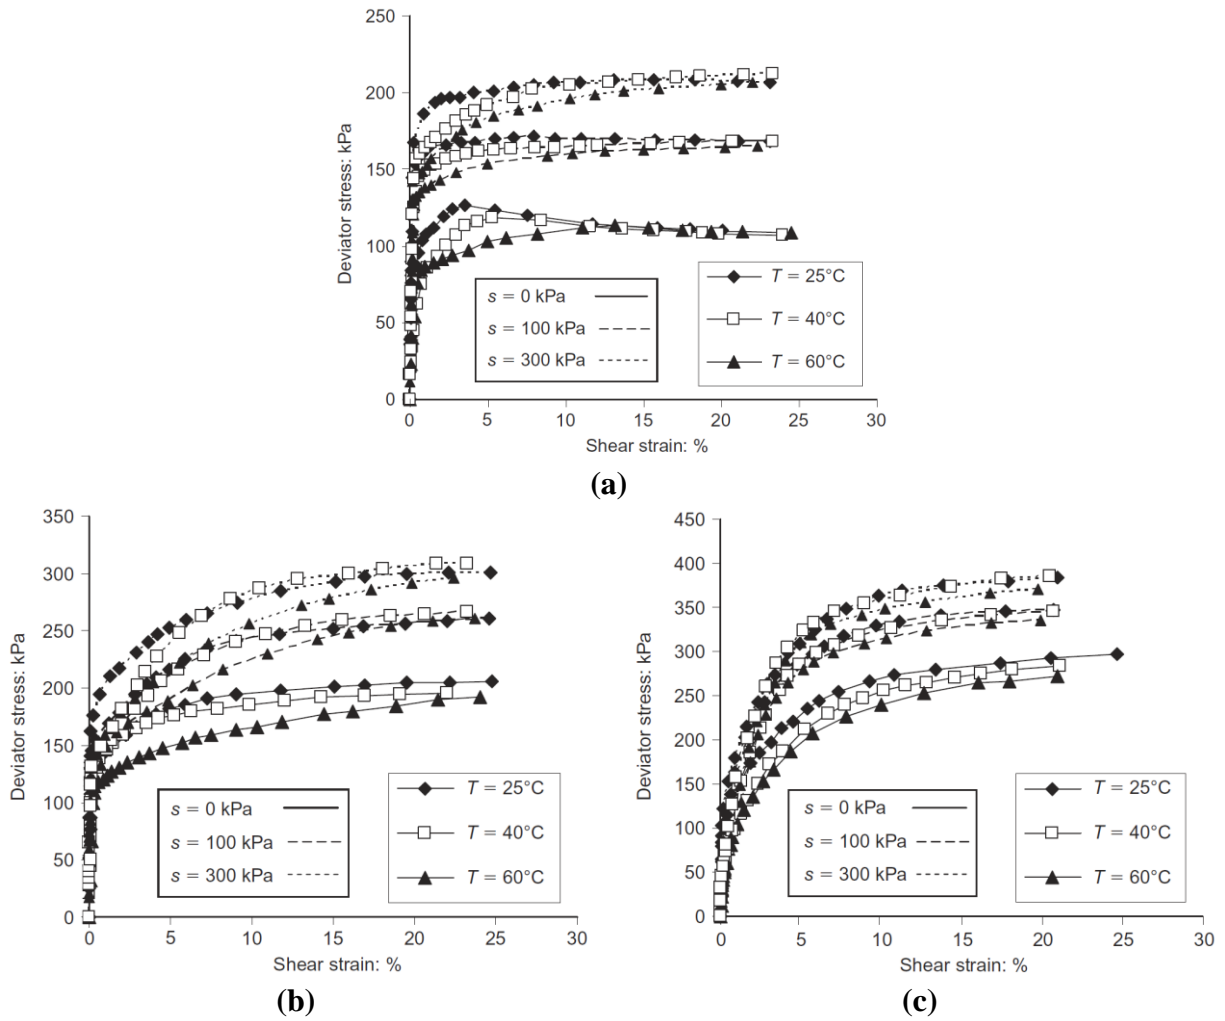 250
200
150
100
50
0
Deviator stress: kPa
s = 0 kPa
s = 100 kPa
s = 300 kPa
T = 25°C
T = 40°C
T = 60°C
0 5 10 15 20 25 30
Shear strain: %
(a)
350
300
250
200
150
100
50
0
Deviator stress: kPa
s = 0 kPa
s = 100 kPa
s = 300 kPa
T = 25°C
T = 40°C
T = 60°C
0 5 10 15 20 25 30
Shear strain: %
(b)
450
400
350
300
250
200
150
100
50
0
Deviator stress: kPa
s = 0 kPa
s = 100 kPa
s = 300 kPa
T = 25°C
T = 40°C
T = 60°C
0 5 10 15 20 25 30
Shear strain: %
(c)